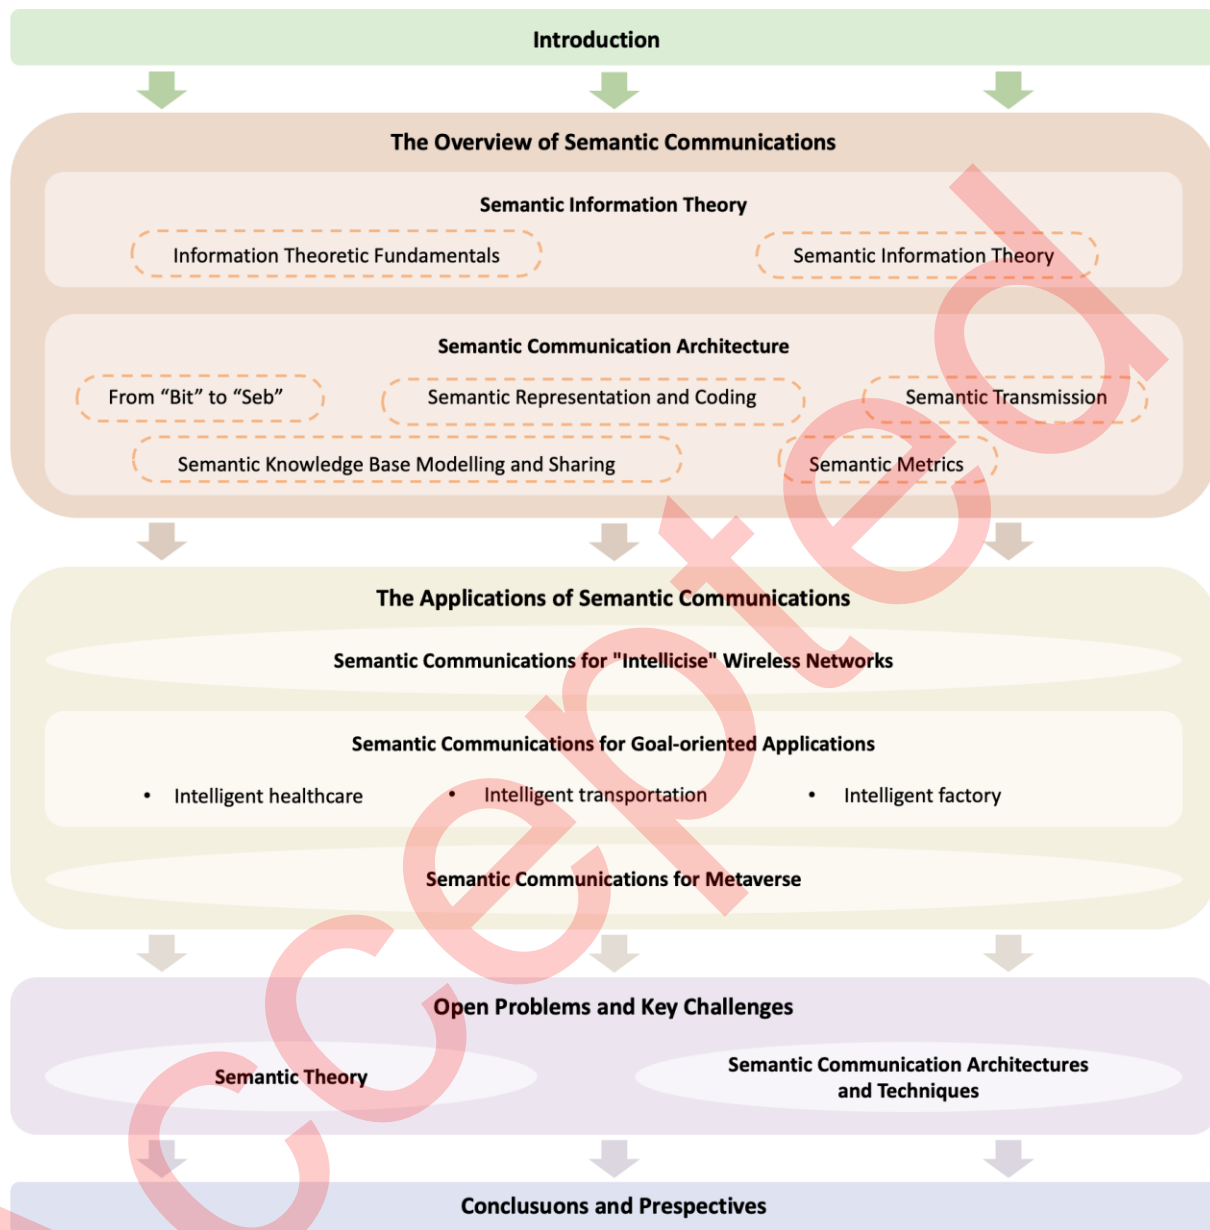 Introduction
The Overview of Semantic Communications
Semantic Information Theory
Information Theoretic Fundamentals
Semantic Information Theory
Semantic Communication Architecture
From “Bit” to “Seb”
Semantic Representation and Coding
Semantic Transmission
Semantic Knowledge Base Modelling and Sharing
Semantic Metrics
The Applications of Semantic Communications
Semantic Communications for "Intellicise" Wireless Networks
Semantic Communications for Goal-oriented Applications
• Intelligent healthcare
• Intelligent transportation
• Intelligent factory
Semantic Communications for Metaverse
Open Problems and Key Challenges
Semantic Theory
Semantic Communication Architectures
and Techniques
Conclusuons and Prespectives
ccepted